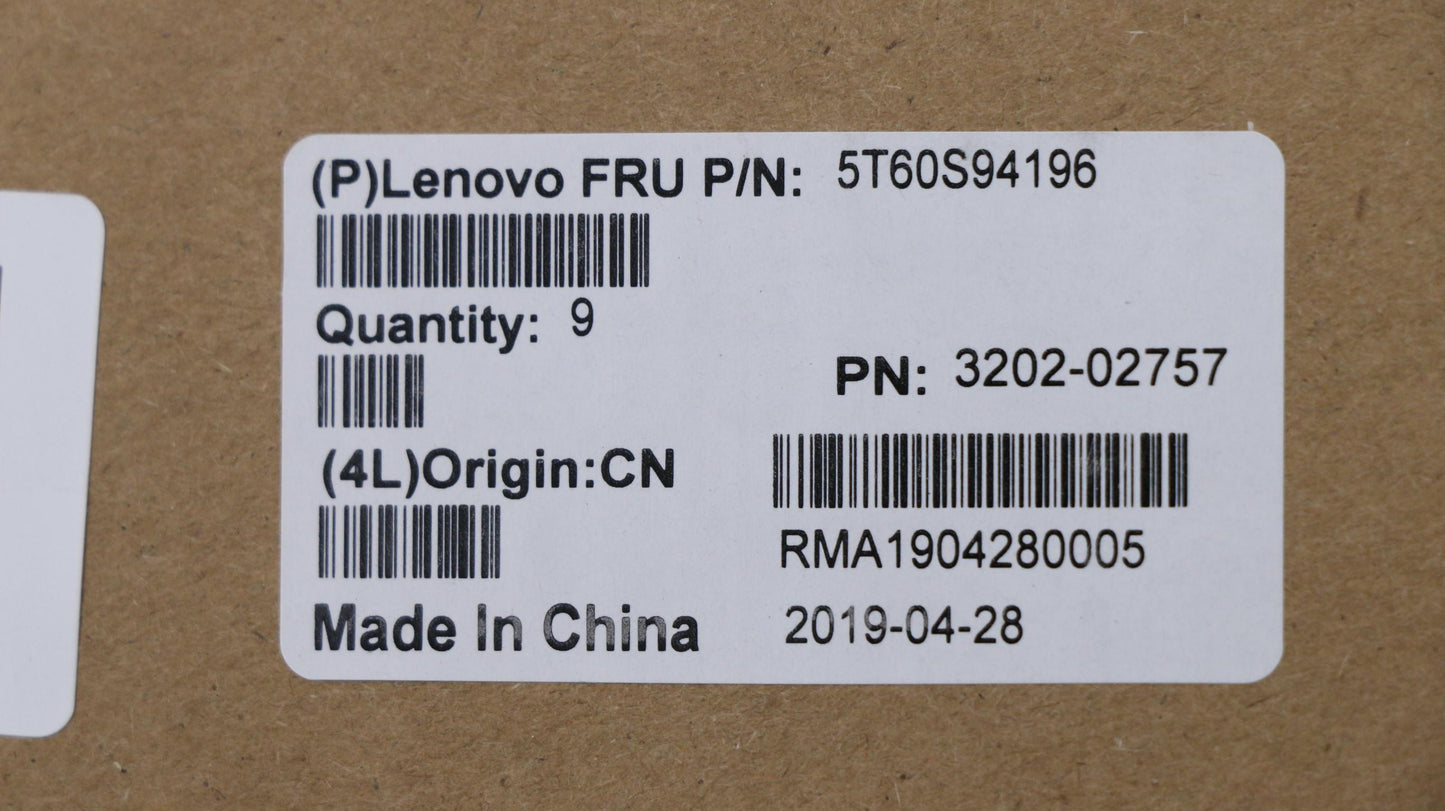 (P)Lenovo FRU P/N: 5T60S94196
Quantity: 9
PN: 3202-02757
(4L)Origin:CN
RMA1904280005
Made In China
2019-04-28